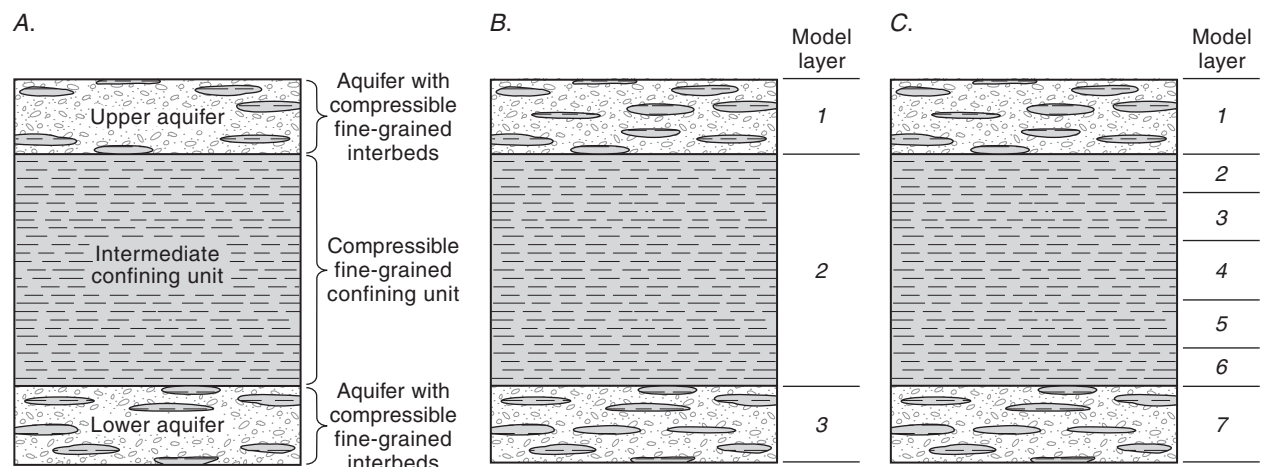 A.
Upper aquifer
Intermediate
confining unit
Lower aquifer
Aquifer with
compressible
fine-grained
interbeds
Compressible
fine-grained
confining unit
Aquifer with
compressible
fine-grained
interbeds
B.
Model
layer
1
2
3
C.
Model
layer
1
2
3
4
5
6
7